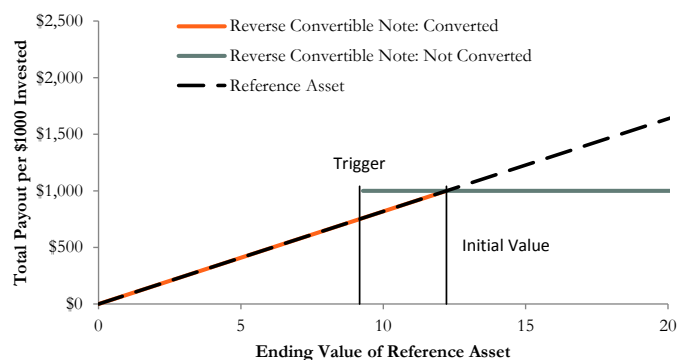 Reverse Convertible Note: Converted
Reverse Convertible Note: Not Converted
Reference Asset
Total Payout per $1000 Invested
$2,500
$2,000
$1,500
$1,000
$500
$0
Trigger
Initial Value
0
5
10
15
20
Ending Value of Reference Asset